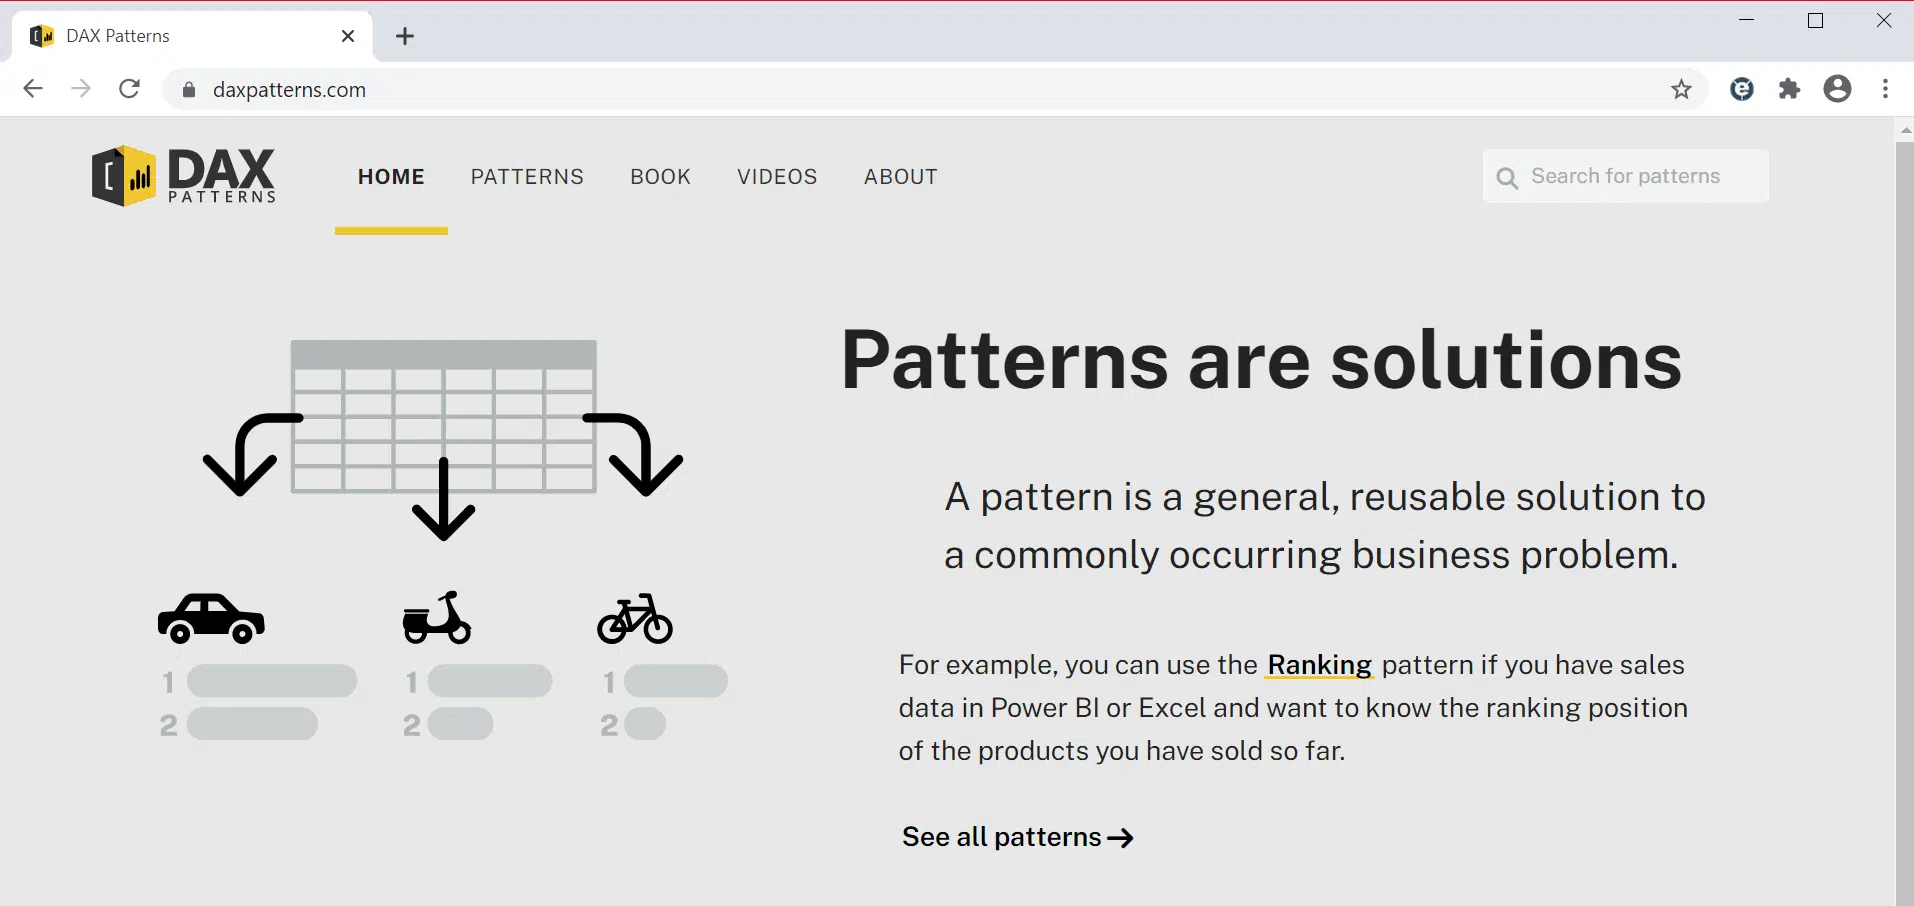 DAX Patterns
daxpatterns.com
DAX
PATTERNS
HOME PATTERNS BOOK VIDEOS ABOUT
Search for patterns
Patterns are solutions
A pattern is a general, reusable solution to
a commonly occurring business problem.
1 1 1
2 2 2
For example, you can use the Ranking pattern if you have sales
data in Power BI or Excel and want to know the ranking position
of the products you have sold so far.
See all patterns